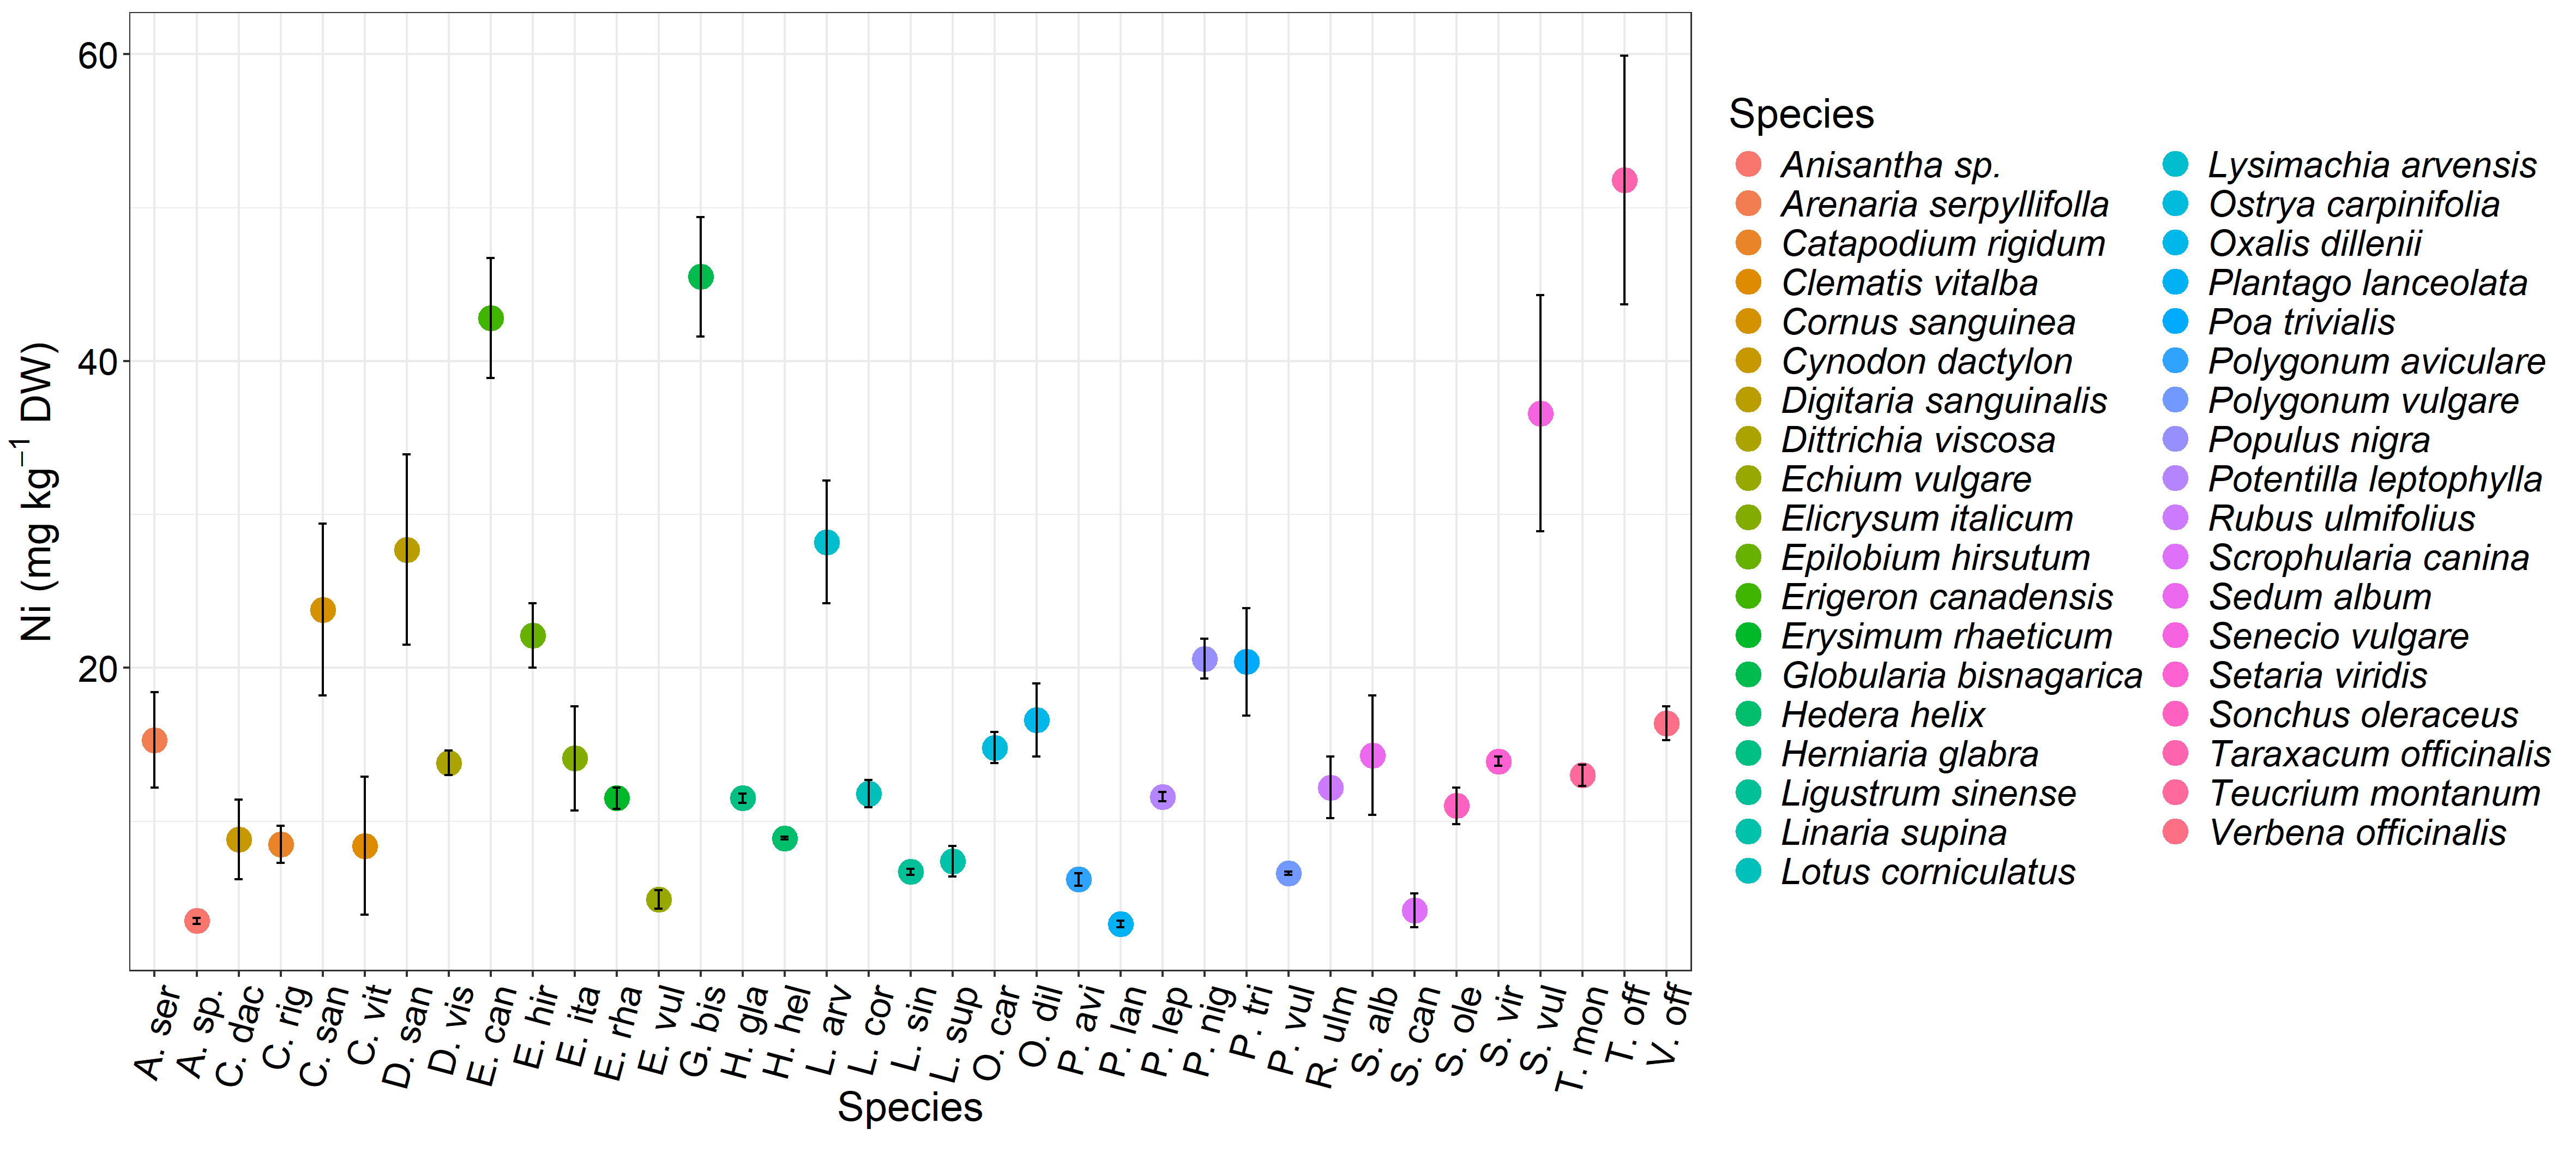 60
40
20
Ni (mg kg⁻¹ DW)
A. ser
A. sp.
C. dac
C. rig
C. san
C. vit
D. san
D. vis
E. can
E. hir
E. ita
E. rha
E. vul
G. bis
H. gla
H. hel
L. arv
L. cor
L. sin
L. sup
O. car
O. dil
P. avi
P. lan
P. lep
P. nig
P. tri
P. vul
R. ulm
S. alb
S. can
S. ole
S. vir
S. vul
T. mon
T. off
V. off
Species
Species
Anisantha sp.
Arenaria serpyllifolla
Catapodium rigidum
Clematis vitalba
Cornus sanguinea
Cynodon dactylon
Digitaria sanguinalis
Dittrichia viscosa
Echium vulgare
Elicrysum italicum
Epilobium hirsutum
Erigeron canadensis
Erysimum rhaeticum
Globularia bisnagarica
Hedera helix
Herniaria glabra
Ligustrum sinense
Linaria supina
Lotus corniculatus
Lysimachia arvensis
Ostrya carpinifolia
Oxalis dillenii
Plantago lanceolata
Poa trivialis
Polygonum aviculare
Polygonum vulgare
Populus nigra
Potentilla leptophylla
Rubus ulmifolius
Scrophularia canina
Sedum album
Senecio vulgare
Setaria viridis
Sonchus oleraceus
Taraxacum officinalis
Teucrium montanum
Verbena officinalis